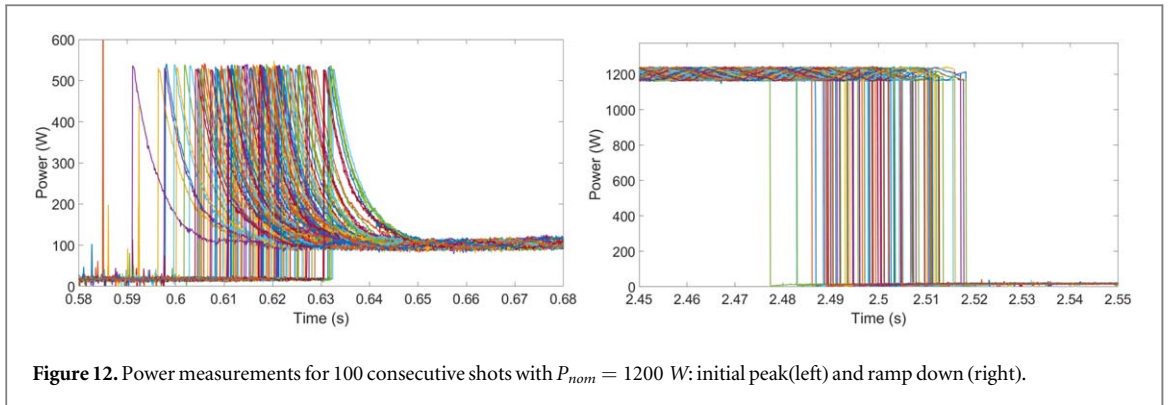 600
500
400
300
200
100
0
Power (W)
0.58 0.59 0.6 0.61 0.62 0.63 0.64 0.65 0.66 0.67 0.68
Time (s)
1200
1000
800
600
400
200
0
Power (W)
2.45 2.46 2.47 2.48 2.49 2.5 2.51 2.52 2.53 2.54 2.55
Time (s)
Figure 12. Power measurements for 100 consecutive shots with P_nom = 1200 W: initial peak(left) and ramp down (right).